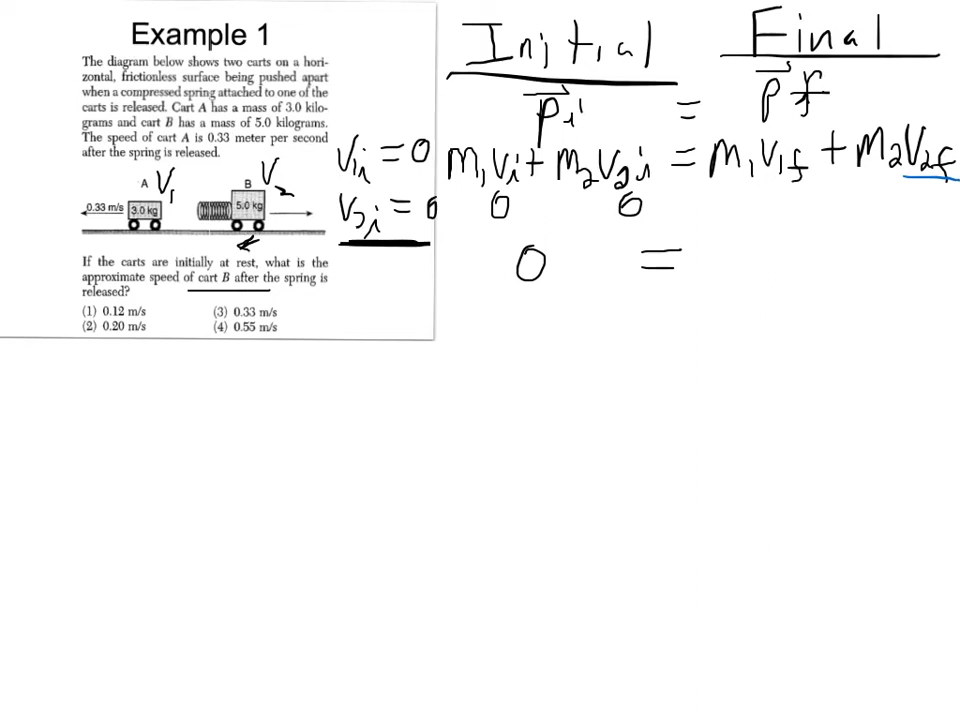 Example 1
The diagram below shows two carts on a hori-
zontal, frictionless surface being pushed apart
when a compressed spring attached to one of the
carts is released. Cart A has a mass of 3.0 kilo-
grams and cart B has a mass of 5.0 kilograms.
The speed of cart A is 0.33 meter per second
after the spring is released.
A V₁ B V₂
0.33 m/s 3.0 kg 5.0 kg
If the carts are initially at rest, what is the
approximate speed of cart B after the spring is
released?
(1) 0.12 m/s (3) 0.33 m/s
(2) 0.20 m/s (4) 0.55 m/s
V₁ᵢ = 0
V₂ᵢ = 0
Initial Final
pᵢ = pf
m₁vᵢ + m₂v₂ᵢ = m₁v₁f + m₂v₂f
0 0
0 =